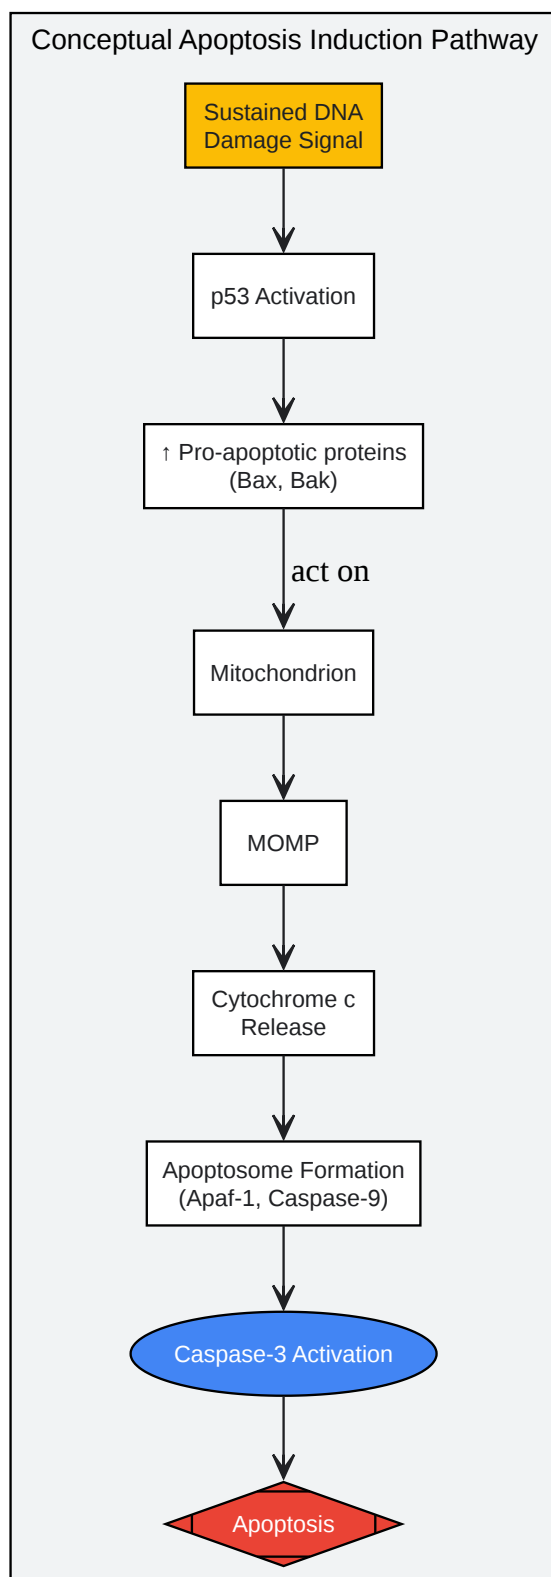 Conceptual Apoptosis Induction Pathway
Sustained DNA
Damage Signal
p53 Activation
↑ Pro-apoptotic proteins
(Bax, Bak)
act on
Mitochondrion
MOMP
Cytochrome c
Release
Apoptosome Formation
(Apaf-1, Caspase-9)
Caspase-3 Activation
Apoptosis